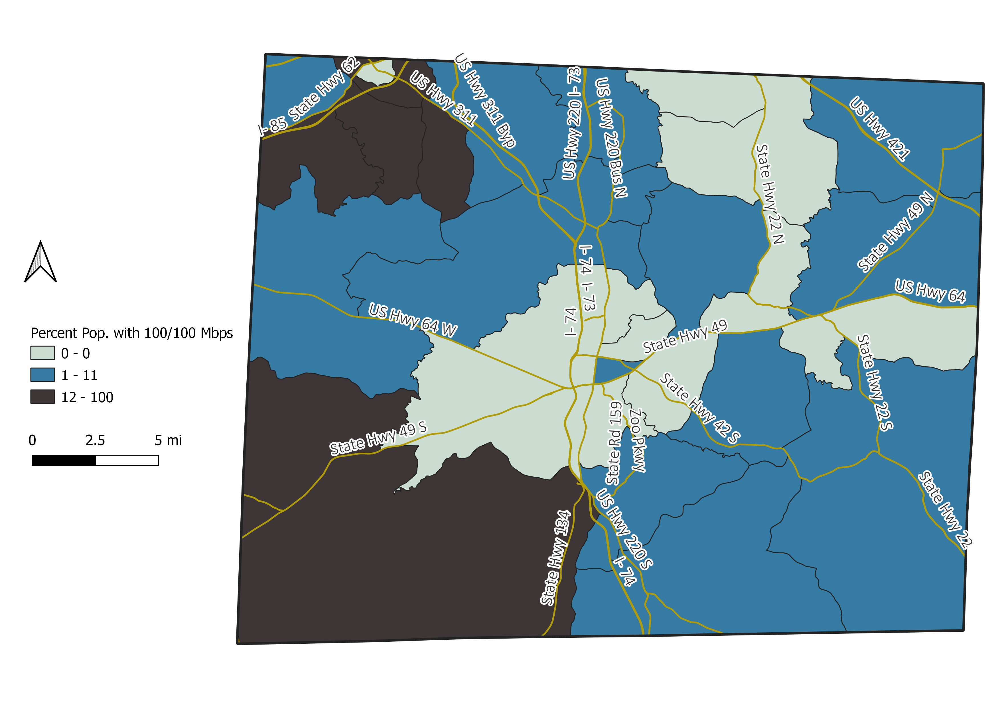 State Hwy 62
I- 85
US Hwy 311
US Hwy 311 Byp
I- 73
US Hwy 220
US Hwy 220 Bus N
US Hwy 421
State Hwy 22 N
State Hwy 49 N
I- 74
I- 73
I- 74
US Hwy 64
US Hwy 64 W
State Hwy 49
Percent Pop. with 100/100 Mbps
0 - 0
1 - 11
12 - 100
State Hwy 22 S
State Hwy 42 S
State Hwy 49 S
State Rd 159
Zoo Pkwy
0 2.5 5 mi
State Hwy 22
US Hwy 220 S
State Hwy 134
I- 74